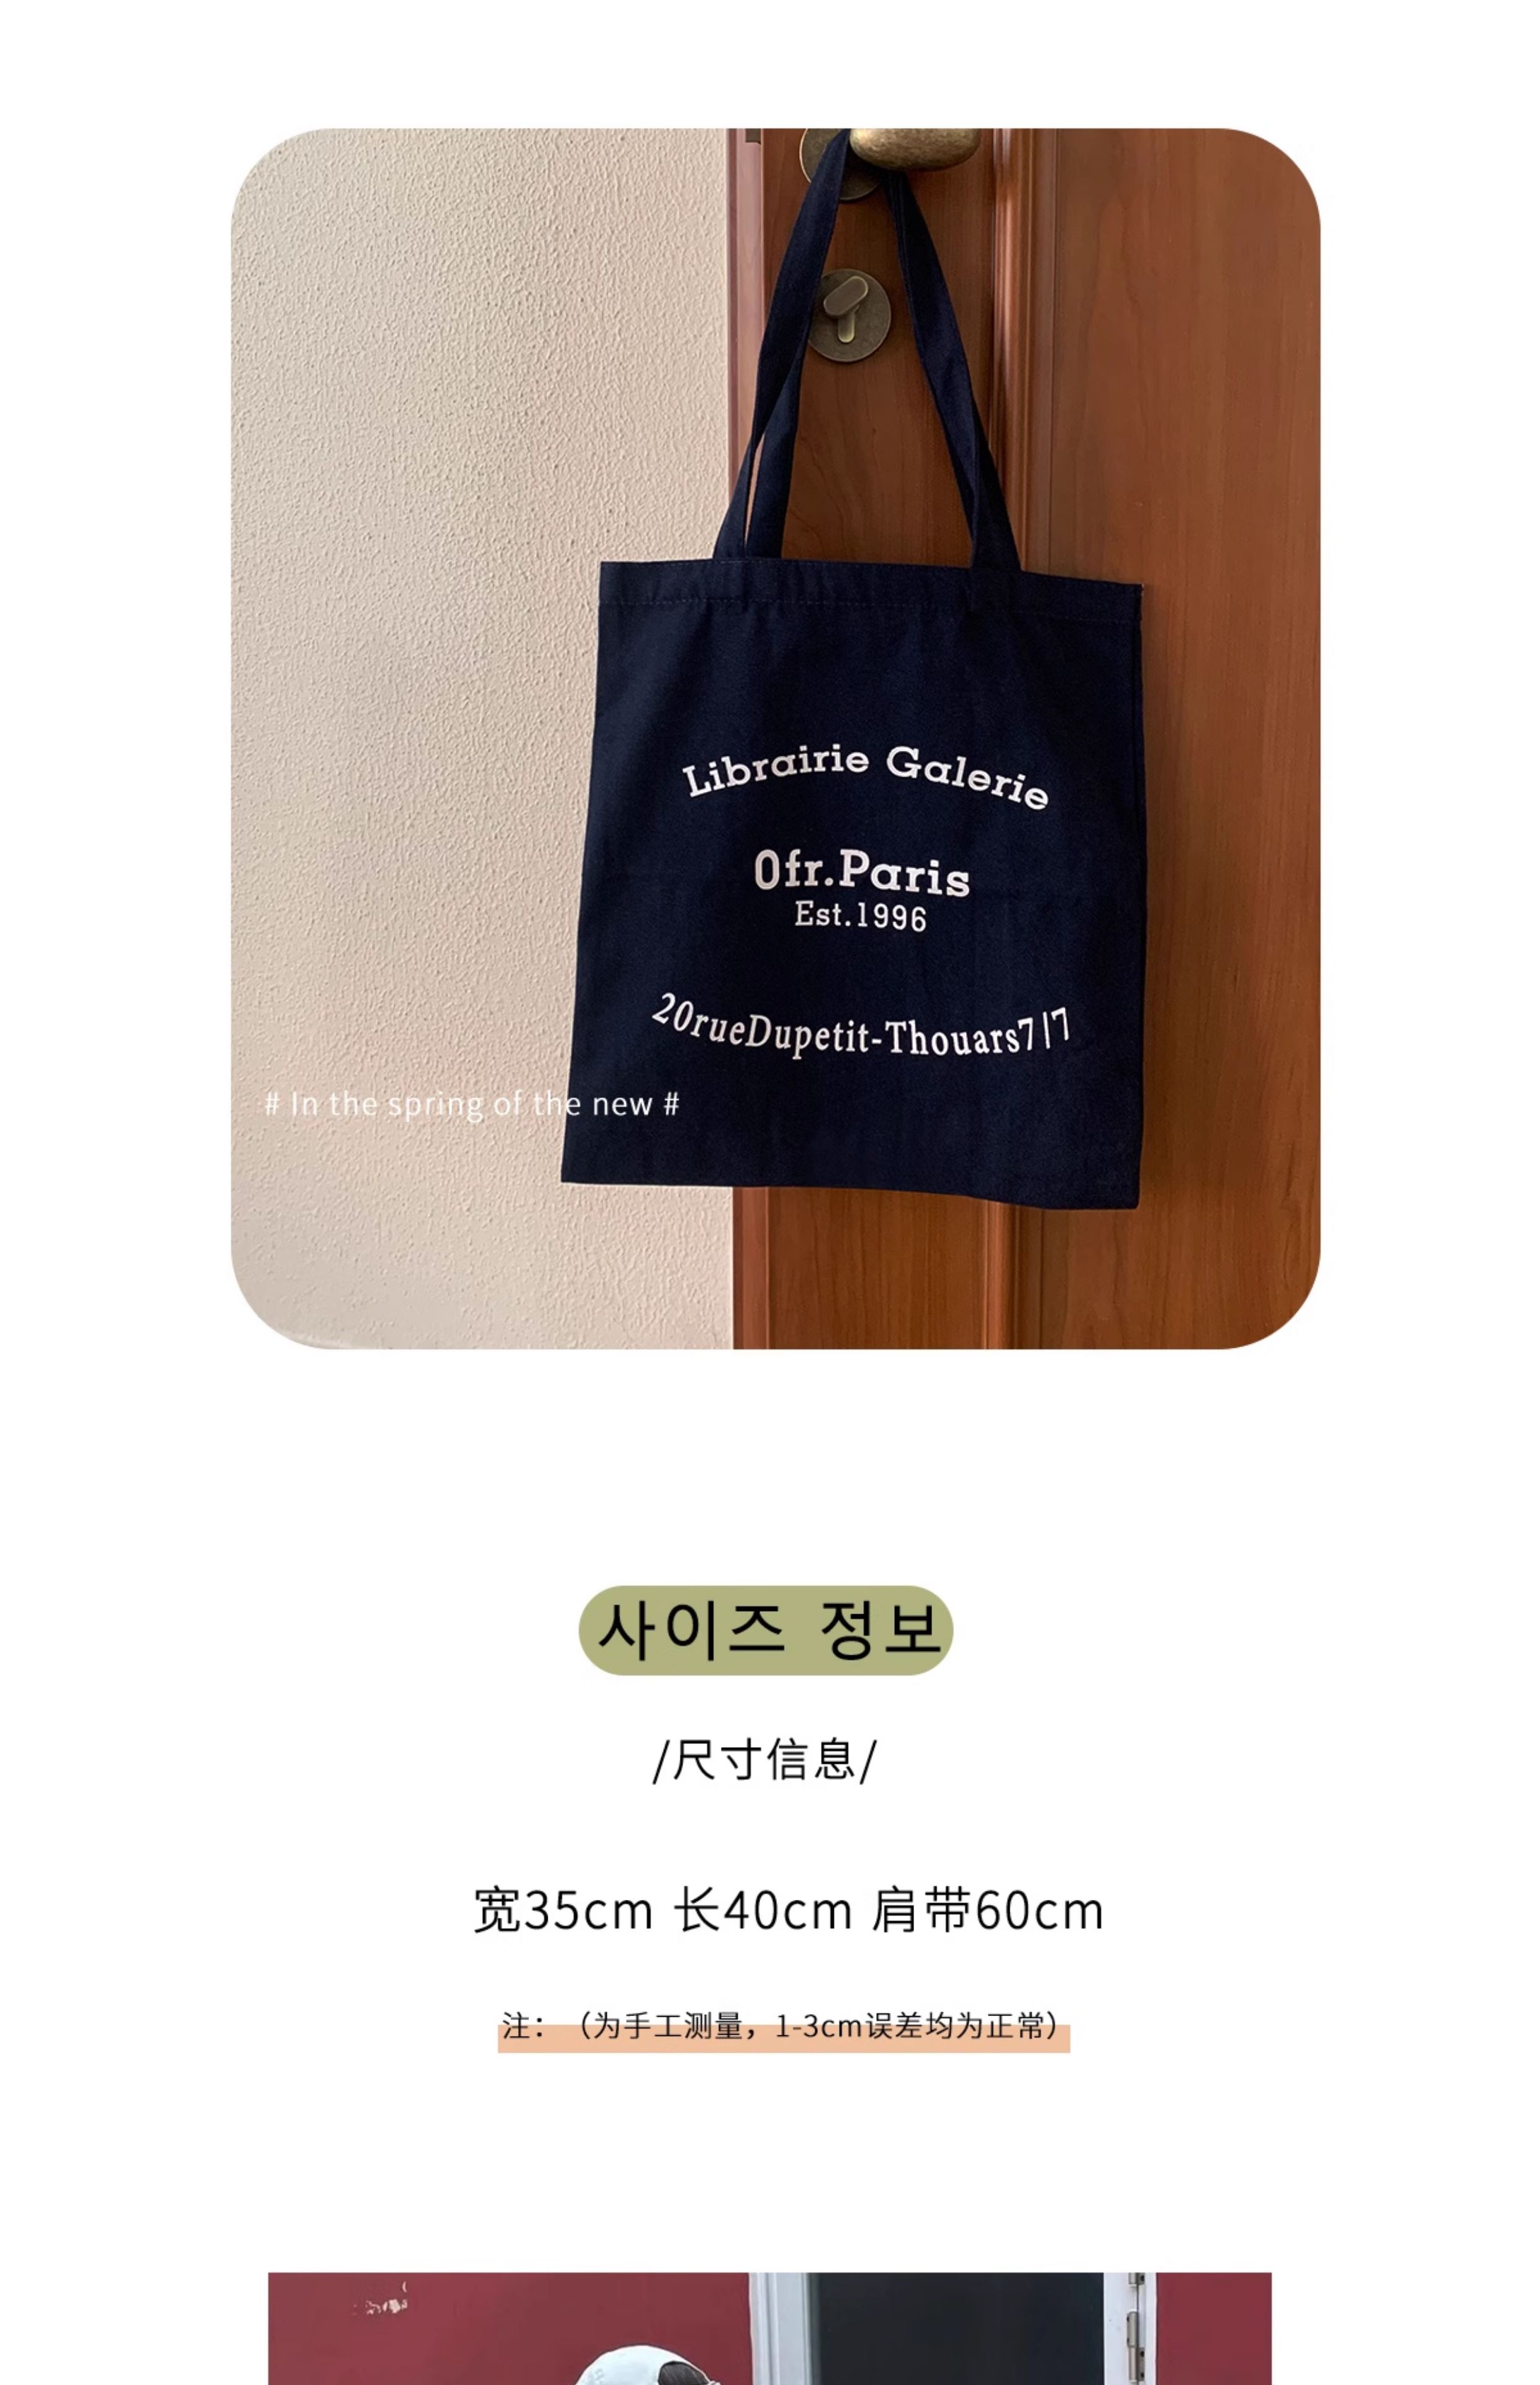 Librairie Galerie
Ofr.Paris
Est.1996
20rueDupetit-Thouars7/7
# In the spring of the new #
사이즈 정보
/尺寸信息/
宽35cm 长40cm 肩带60cm
注：（为手工测量，1-3cm误差均为正常）